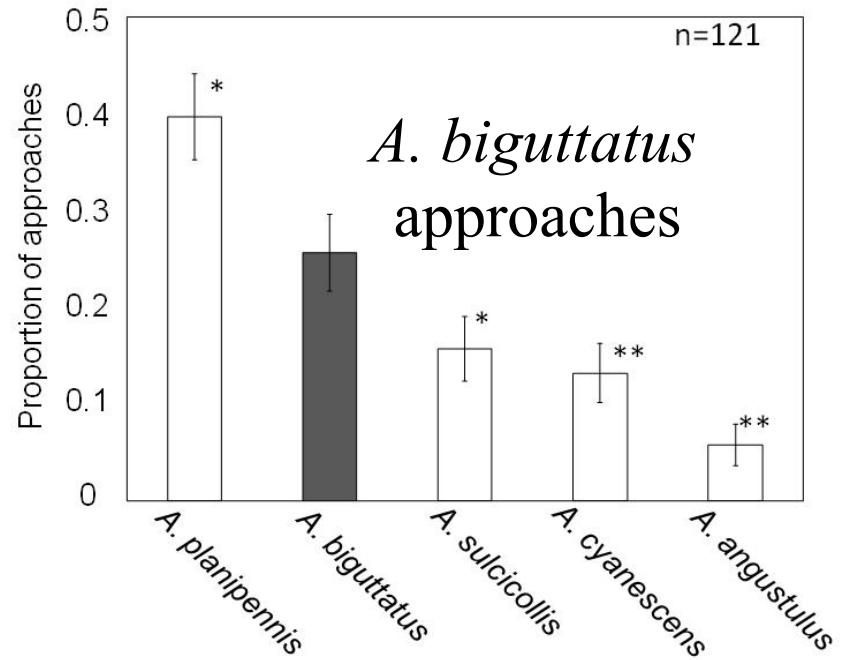 0.5
n=121
*
0.4
A. biguttatus
approaches
0.3
*
0.2
**
0.1
**
0
Proportion of approaches
A. planipennis
A. biguttatus
A. sulcicollis
A. cyanescens
A. angustulus